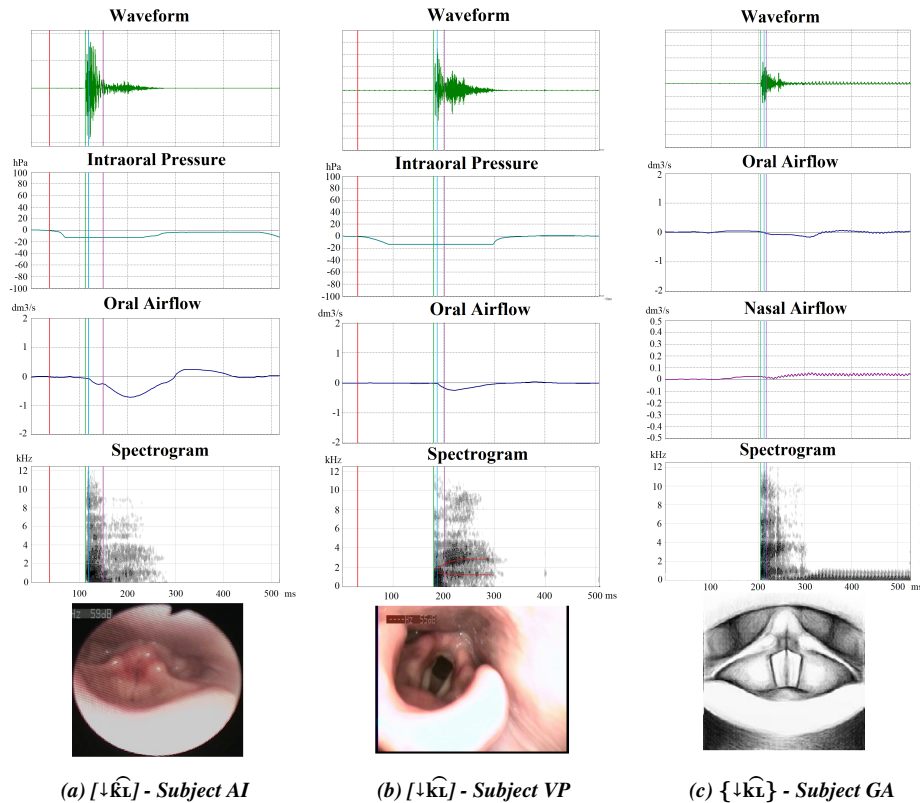 Waveform
Intraoral Pressure
hPa
100
80
60
40
20
0
-20
-40
-60
-80
-100
Oral Airflow
dm3/s
2
1
0
-1
-2
Spectrogram
kHz
12
10
8
6
4
2
0
100 200 300 400 500 ms
Hz 59dB
(a) [↓k͡ʟ] - Subject AI
Waveform
Intraoral Pressure
hPa
100
80
60
40
20
0
-20
-40
-60
-80
-100
Oral Airflow
dm3/s
2
1
0
-1
-2
Spectrogram
kHz
12
10
8
6
4
2
0
100 200 300 400 500 ms
----Hz 55dB
(b) [↓k͡ʟ] - Subject VP
Waveform
Oral Airflow
dm3/s
2
1
0
-1
-2
Nasal Airflow
dm3/s
0.5
0.4
0.3
0.2
0.1
0
-0.1
-0.2
-0.3
-0.4
-0.5
Spectrogram
kHz
12
10
8
6
4
2
0
100 200 300 400 500 ms
(c) {↓k͡ʟ} - Subject GA